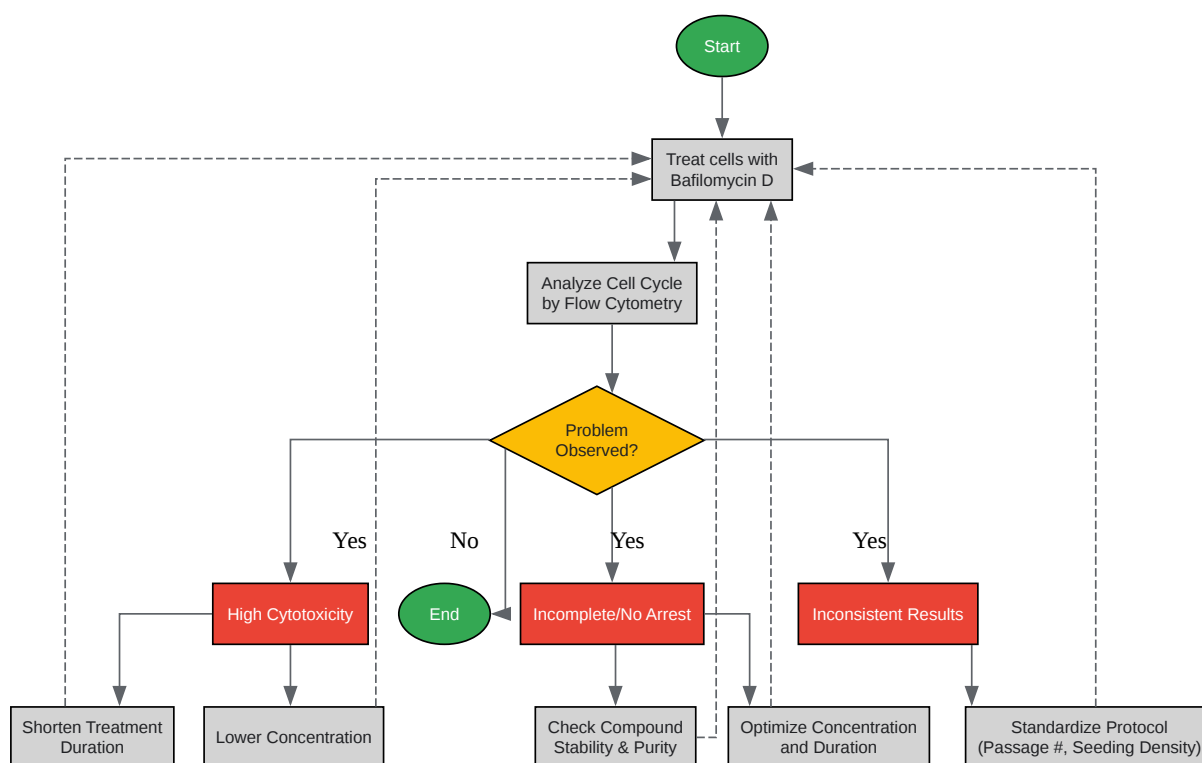 Start
Treat cells with
Bafilomycin D
Analyze Cell Cycle
by Flow Cytometry
Problem
Observed?
Yes
No
Yes
Yes
High Cytotoxicity
End
Incomplete/No Arrest
Inconsistent Results
Shorten Treatment
Duration
Lower Concentration
Check Compound
Stability & Purity
Optimize Concentration
and Duration
Standardize Protocol
(Passage #, Seeding Density)